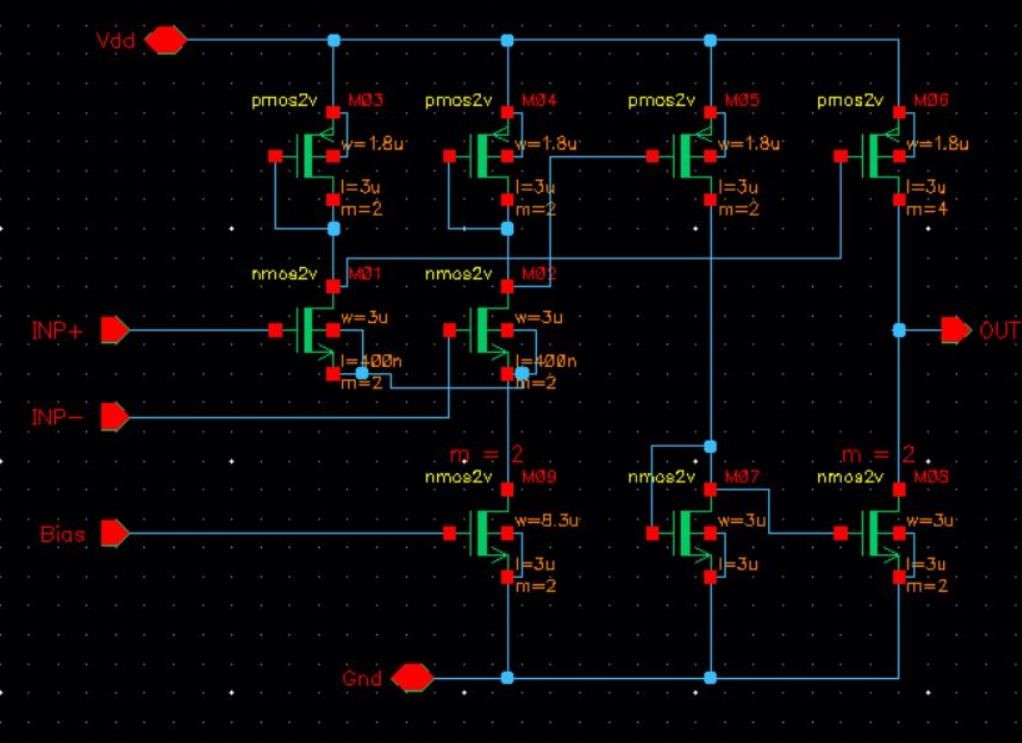 Vdd
pmos2v M03
w=1.8u
l=3u
m=2
pmos2v M04
w=1.8u
l=3u
m=2
pmos2v M05
w=1.8u
l=3u
m=2
pmos2v M06
w=1.8u
l=3u
m=4
nmos2v M01
w=3u
l=400n
m=2
nmos2v M02
w=3u
l=400n
m=2
INP+
OUT
INP-
m = 2
nmos2v M09
w=8.3u
l=3u
m=2
nmos2v M07
w=3u
l=3u
m = 2
nmos2v M08
w=3u
l=3u
m=2
Bias
Gnd